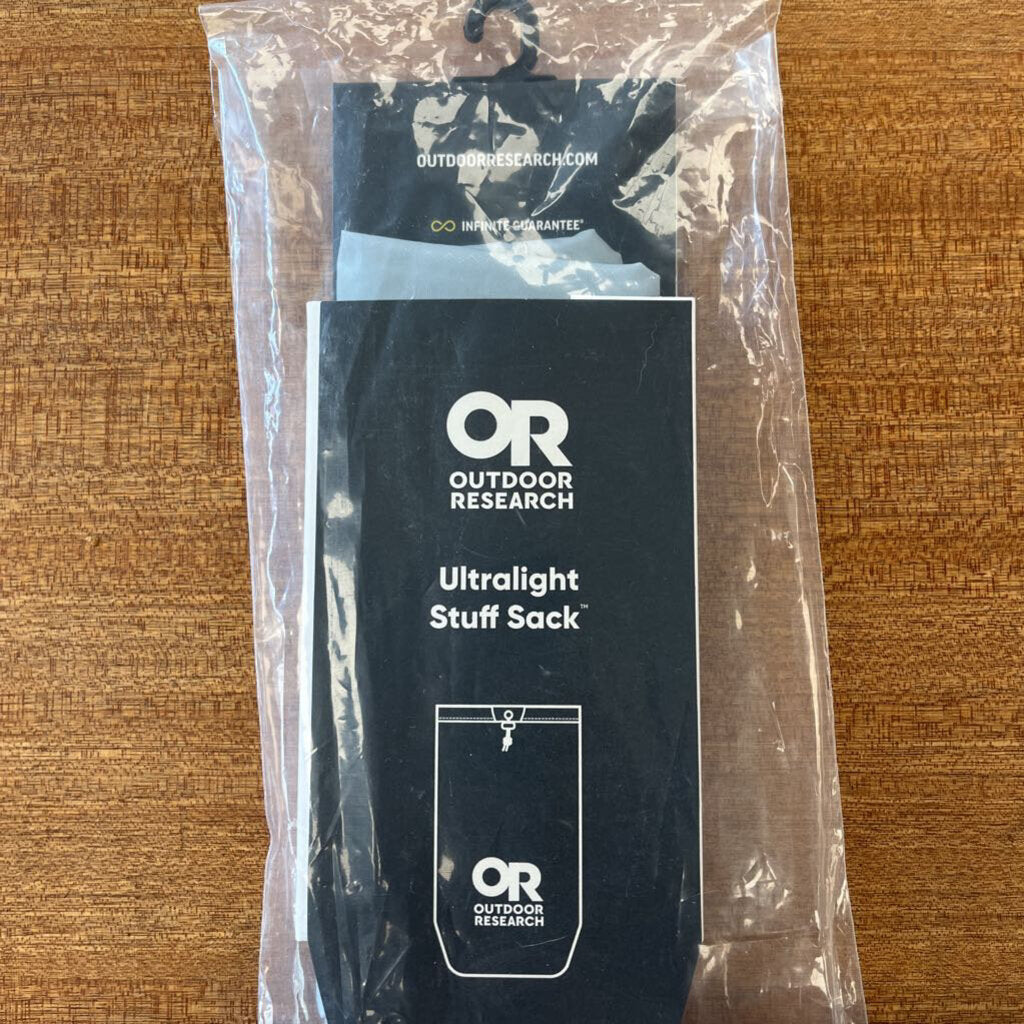 OUTDOORRESEARCH.COM
INFINITE GUARANTEE®
OR
OUTDOOR
RESEARCH
Ultralight
Stuff Sack™
OR
OUTDOOR
RESEARCH